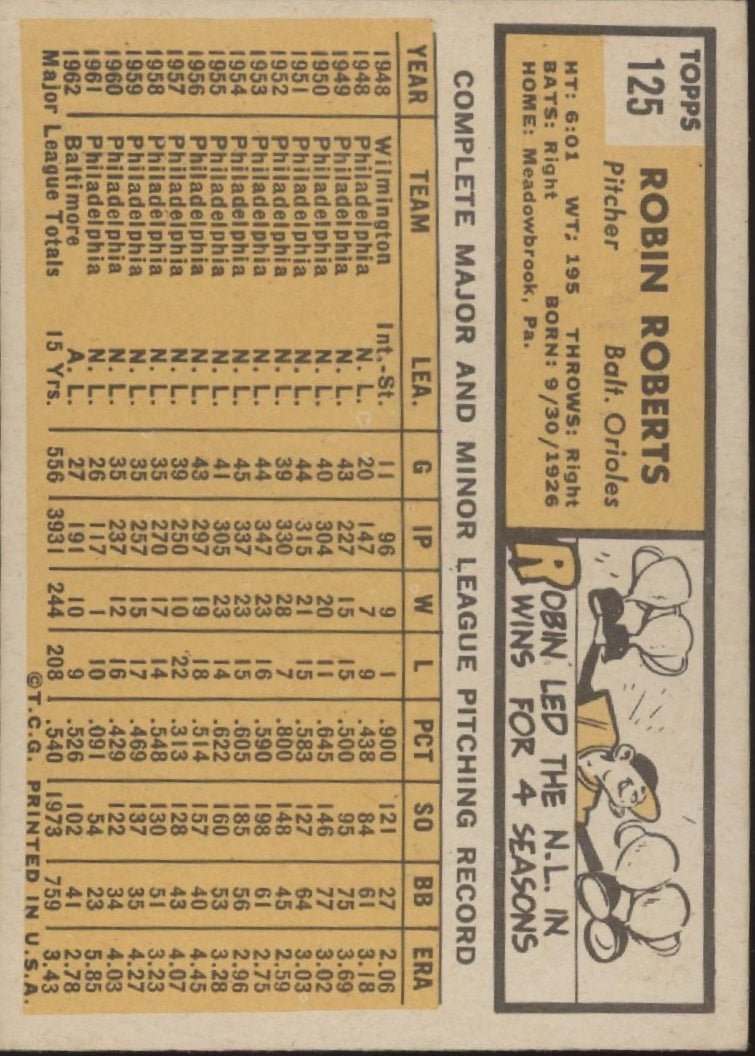 TOPPS
125
ROBIN ROBERTS
Pitcher Balt. Orioles
HT: 6:01 WT: 195 THROWS: Right
BATS: Right BORN: 9/30/1926
HOME: Meadowbrook, Pa.
ROBIN LED THE N.L. IN
WINS FOR 4 SEASONS
COMPLETE MAJOR AND MINOR LEAGUE PITCHING RECORD
YEAR TEAM LEA. G IP W L PCT SO BB ERA
1948 Wilmington Int.-St. 11 96 9 1 .900 121 27 2.06
1948 Philadelphia N. L. 20 147 7 9 .438 84 61 3.18
1949 Philadelphia N. L. 43 227 15 15 .500 95 75 3.69
1950 Philadelphia N. L. 40 304 20 11 .645 146 77 3.02
1951 Philadelphia N. L. 44 315 21 15 .583 127 64 3.03
1952 Philadelphia N. L. 39 330 28 7 .800 148 45 2.59
1953 Philadelphia N. L. 44 347 23 16 .590 198 61 2.75
1954 Philadelphia N. L. 45 337 23 15 .605 185 56 2.96
1955 Philadelphia N. L. 41 305 23 14 .622 160 53 3.28
1956 Philadelphia N. L. 43 297 19 18 .514 157 40 4.45
1957 Philadelphia N. L. 39 250 10 22 .313 128 43 4.07
1958 Philadelphia N. L. 35 270 17 14 .548 130 51 3.23
1959 Philadelphia N. L. 35 257 15 17 .469 137 35 4.27
1960 Philadelphia N. L. 35 237 12 16 .429 122 34 4.03
1961 Philadelphia N. L. 26 117 1 10 .091 54 23 5.85
1962 Baltimore A. L. 27 191 10 9 .526 102 41 2.78
Major League Totals 15 Yrs. 556 3931 244 208 .540 1973 759 3.43
©T.C.G. PRINTED IN U.S.A.